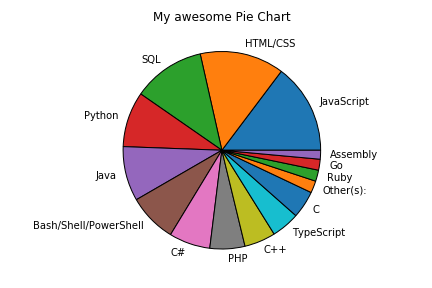 My awesome Pie Chart
HTML/CSS
SQL
JavaScript
Python
Assembly
Go
Java
Ruby
Other(s):
C
Bash/Shell/PowerShell
TypeScript
C++
C#
PHP